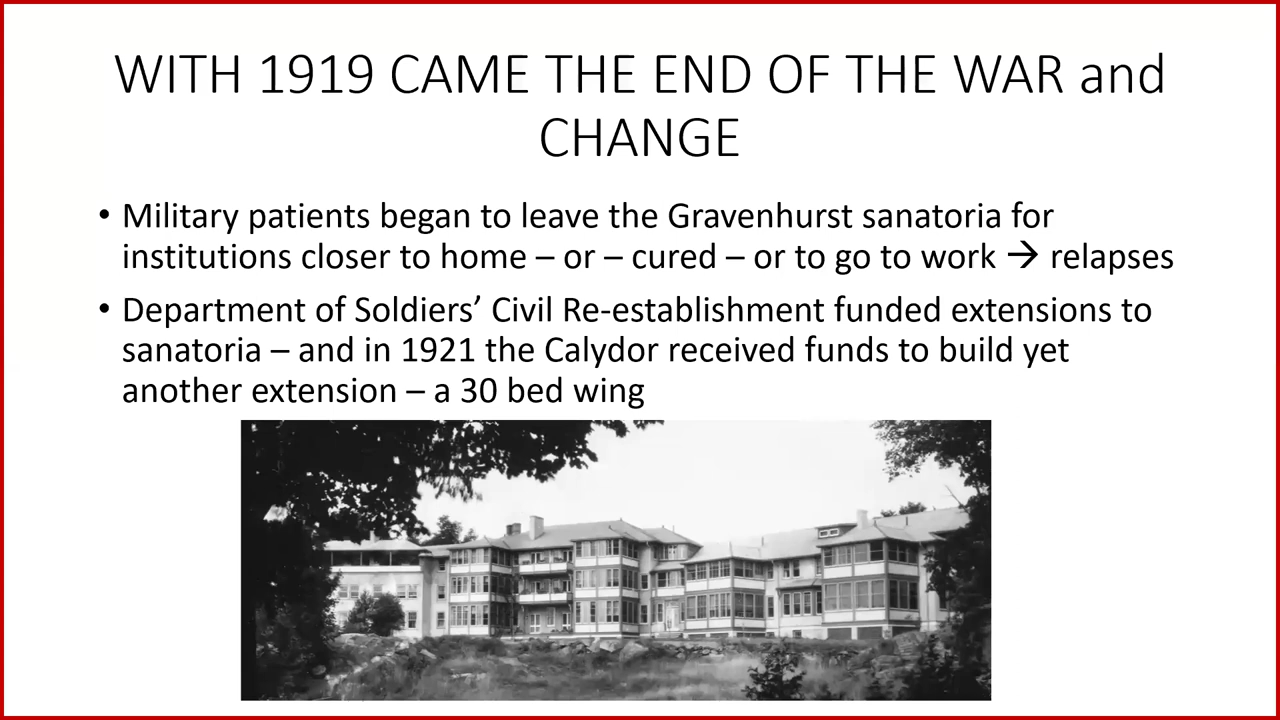 WITH 1919 CAME THE END OF THE WAR and
CHANGE
• Military patients began to leave the Gravenhurst sanatoria for
institutions closer to home – or – cured – or to go to work → relapses
• Department of Soldiers’ Civil Re-establishment funded extensions to
sanatoria – and in 1921 the Calydor received funds to build yet
another extension – a 30 bed wing